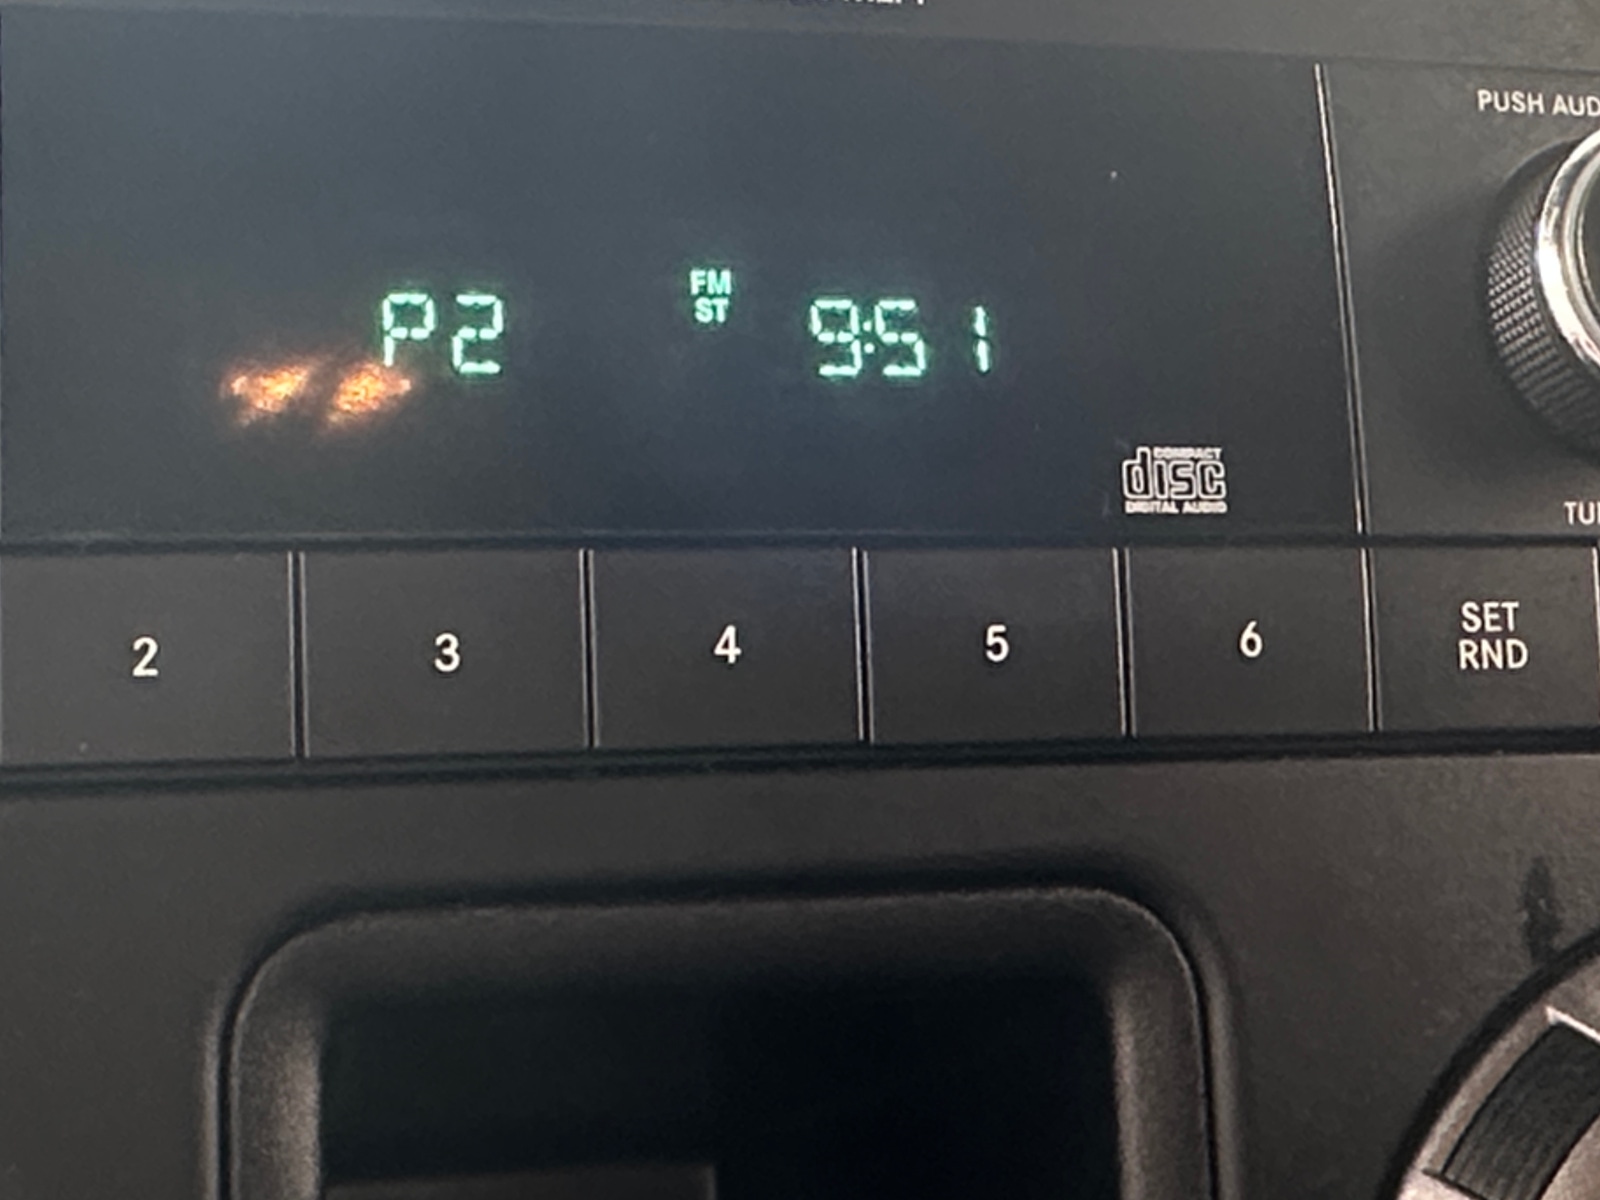 PUSH AUD
P2
FM
ST
9:51
COMPACT
disc
DIGITAL AUDIO
TU
2
3
4
5
6
SET
RND